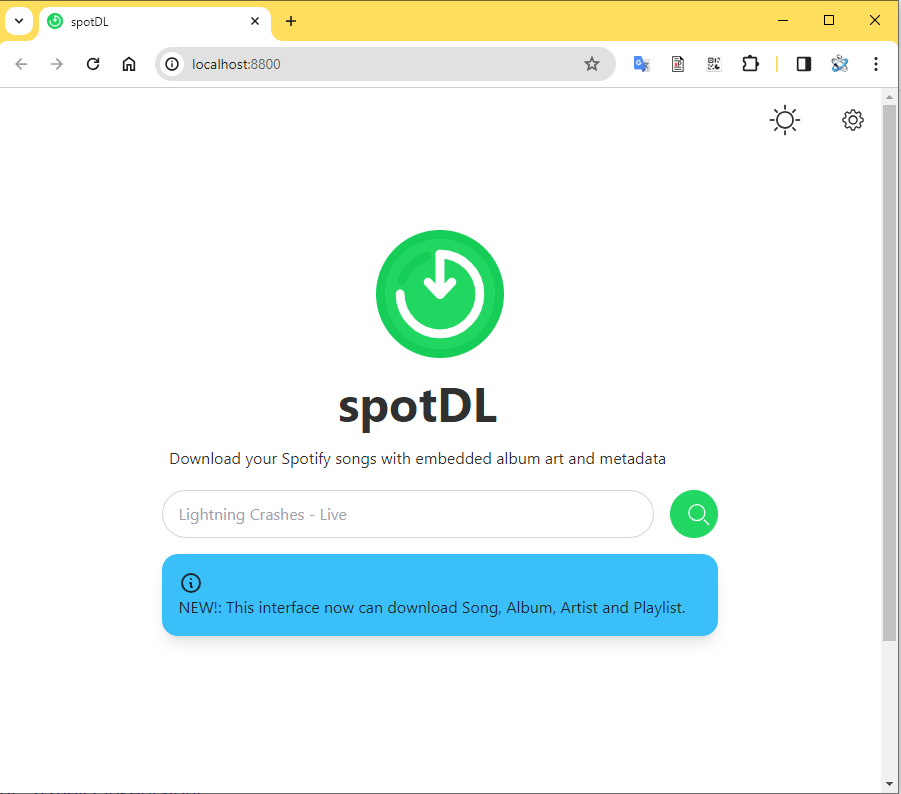 spotDL
localhost:8800
spotDL
Download your Spotify songs with embedded album art and metadata
Lightning Crashes - Live
NEW!: This interface now can download Song, Album, Artist and Playlist.